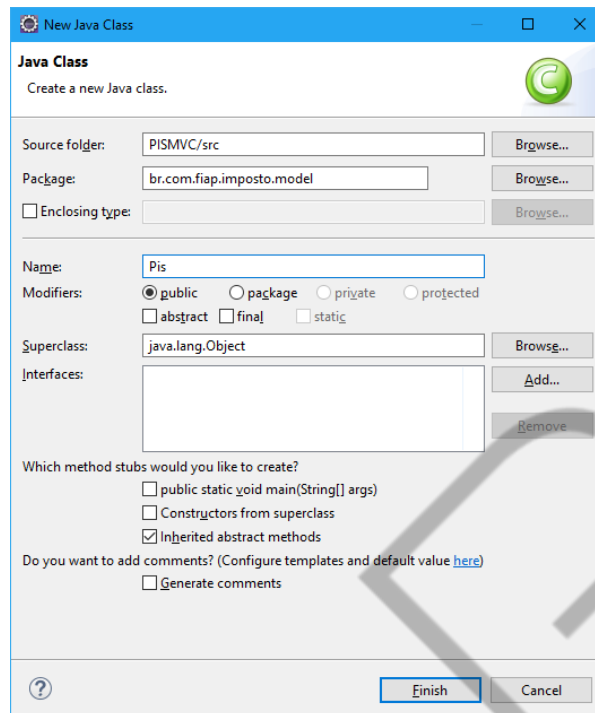 New Java Class
Java Class
Create a new Java class.
Source folder: PISMVC/src Browse...
Package: br.com.fiap.imposto.model Browse...
Enclosing type: Browse...
Name: Pis
Modifiers: public package private protected
abstract final static
Superclass: java.lang.Object Browse...
Interfaces: Add...
Remove
Which method stubs would you like to create?
public static void main(String[] args)
Constructors from superclass
Inherited abstract methods
Do you want to add comments? (Configure templates and default value here)
Generate comments
? Finish Cancel